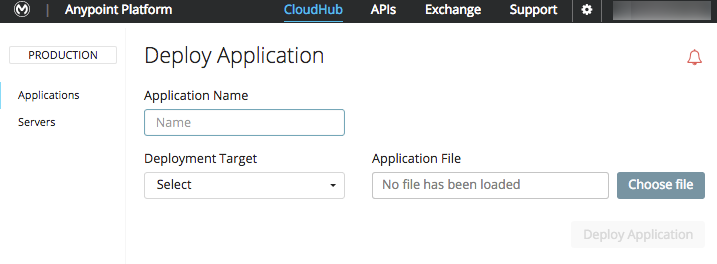 Anypoint Platform CloudHub APIs Exchange Support
PRODUCTION
Deploy Application
Applications
Servers
Application Name
Name
Deployment Target Application File
Select No file has been loaded Choose file
Deploy Application